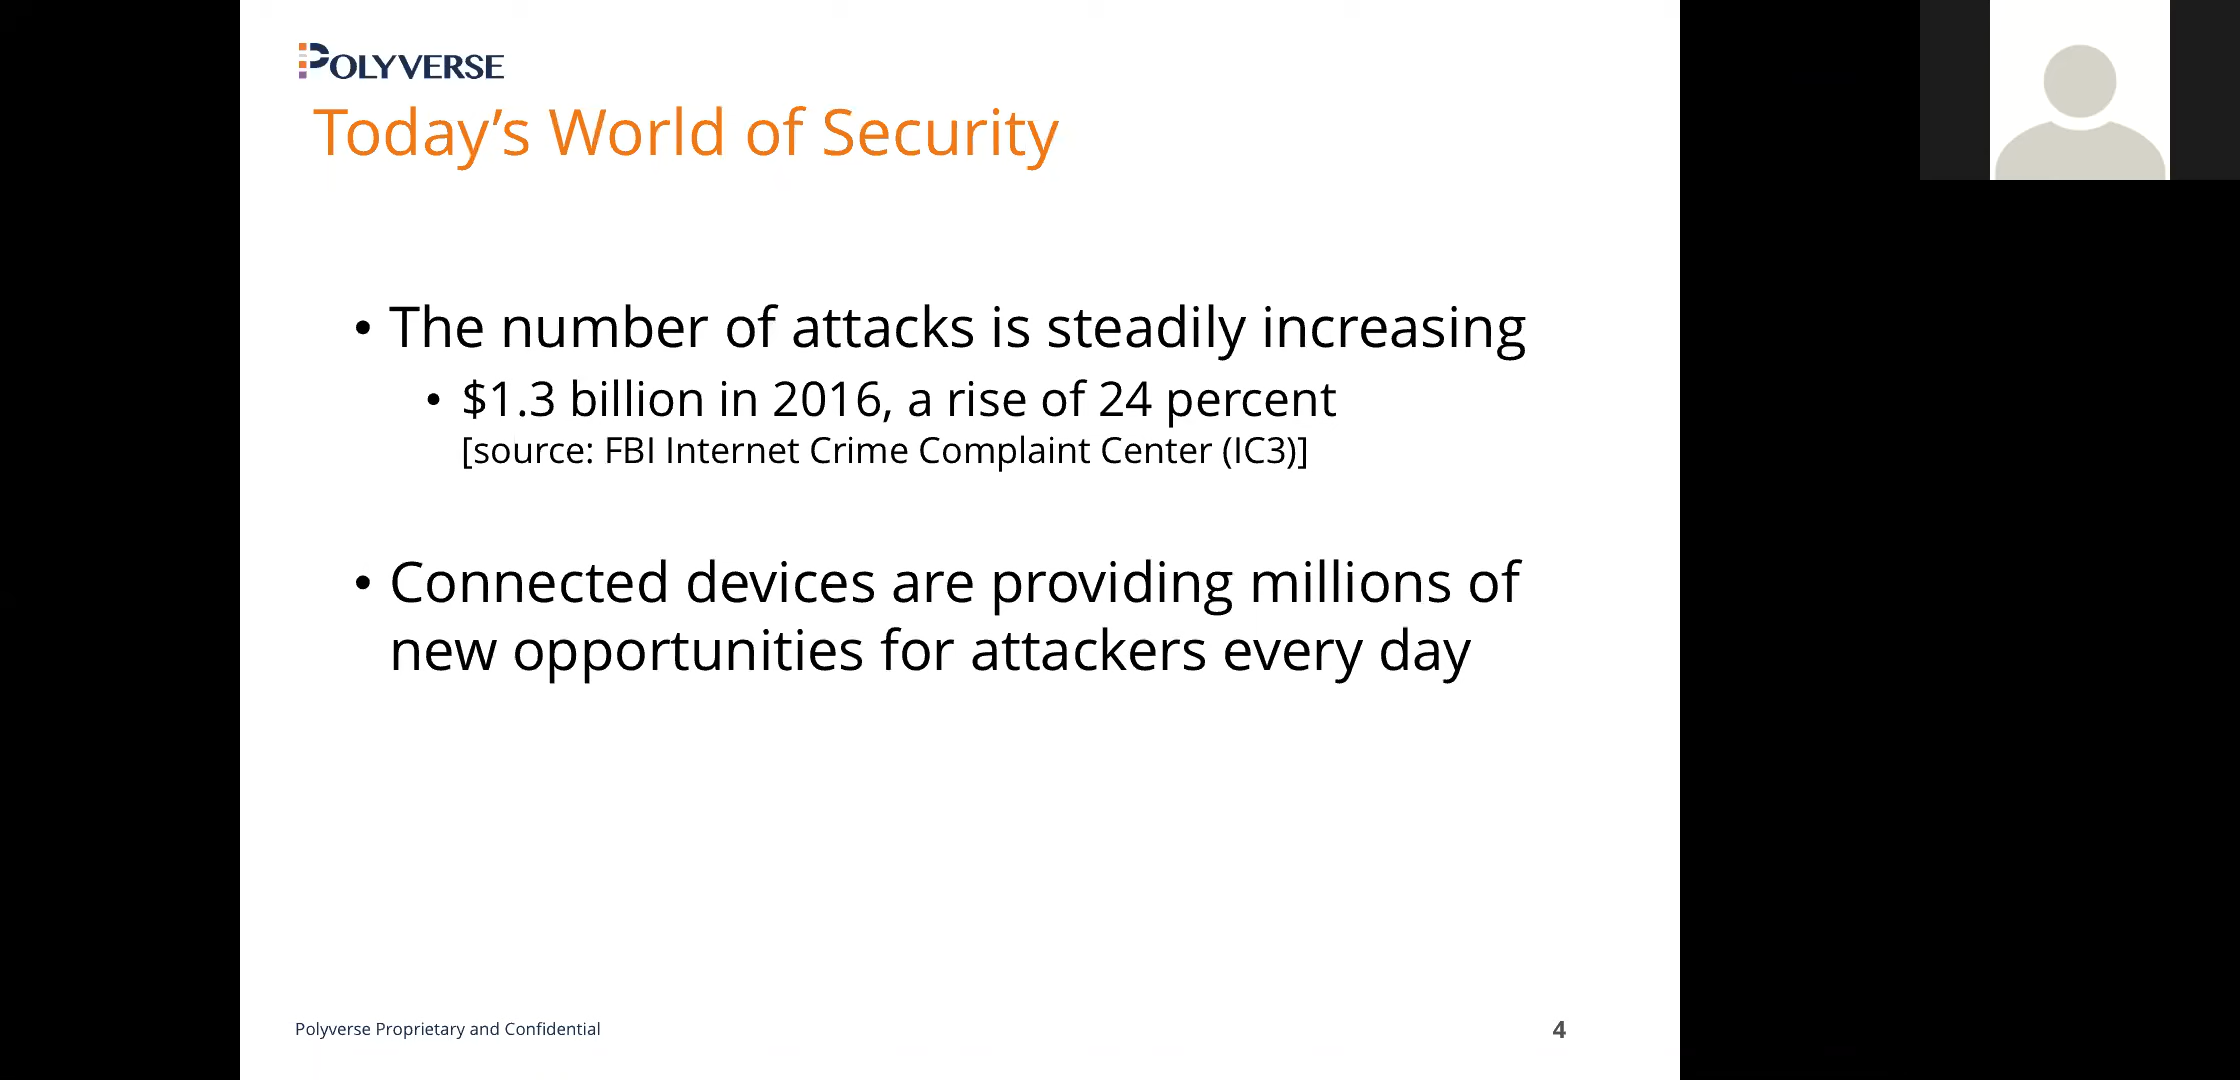 POLYVERSE
Today’s World of Security
• The number of attacks is steadily increasing
• $1.3 billion in 2016, a rise of 24 percent
[source: FBI Internet Crime Complaint Center (IC3)]
• Connected devices are providing millions of
new opportunities for attackers every day
Polyverse Proprietary and Confidential
4